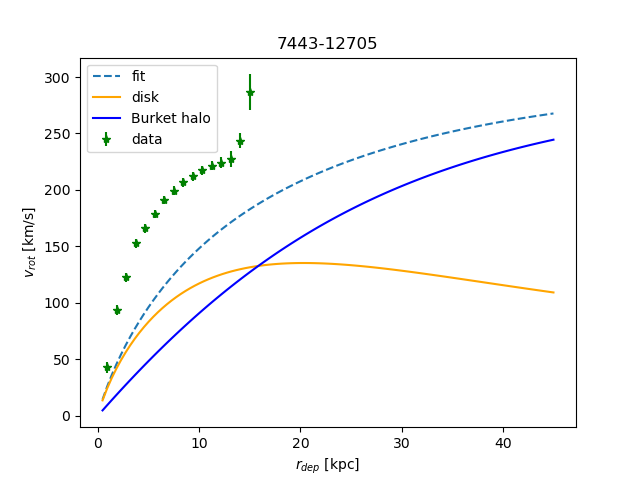 7443-12705
fit
disk
Burket halo
data
300
250
200
150
100
50
0
v_rot [km/s]
0 10 20 30 40
r_dep [kpc]